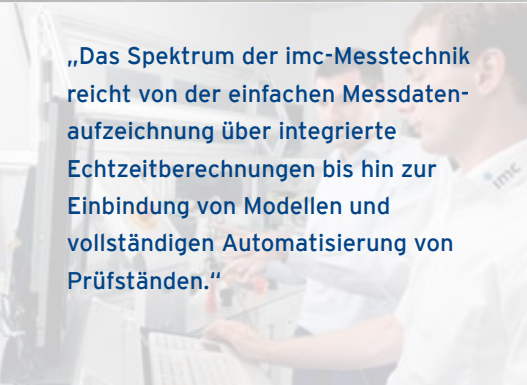 „Das Spektrum der imc-Messtechnik
reicht von der einfachen Messdaten-
aufzeichnung über integrierte
Echtzeitberechnungen bis hin zur
Einbindung von Modellen und
vollständigen Automatisierung von
Prüfständen.“
imc